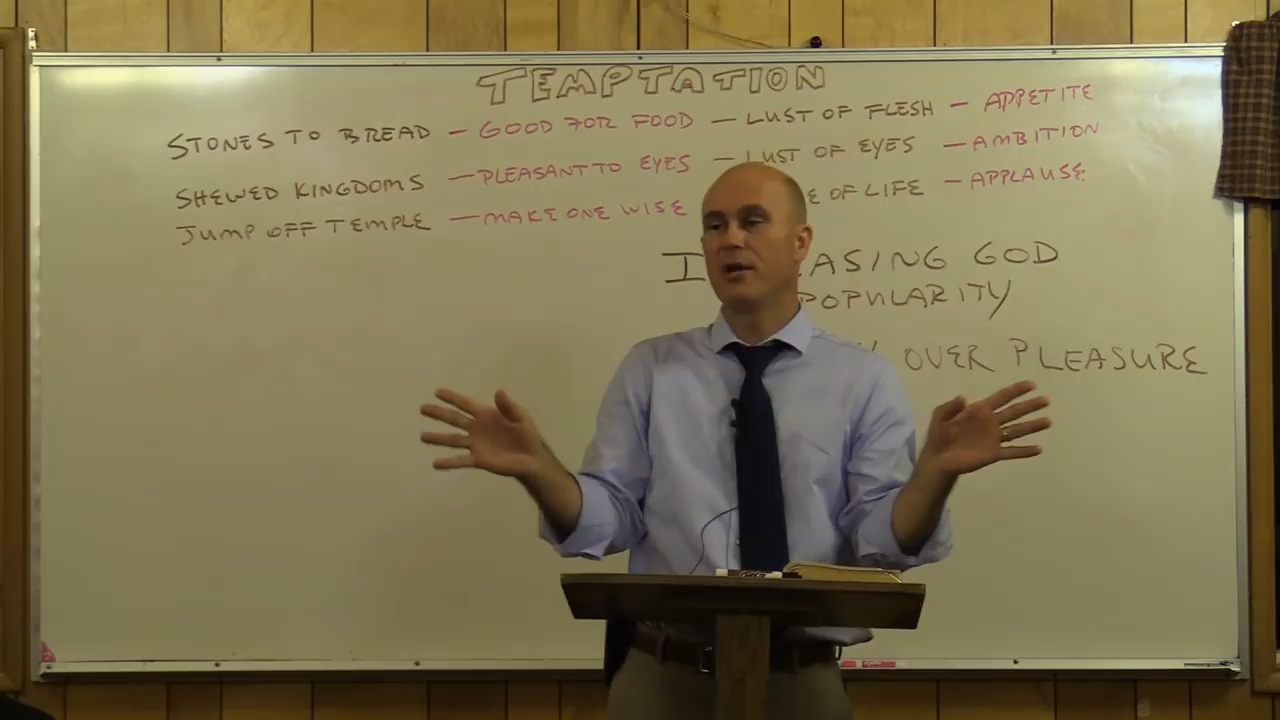 TEMPTATION
STONES TO BREAD - GOOD FOR FOOD - LUST OF FLESH - APPETITE
SHEWED KINGDOMS - PLEASANT TO EYES - LUST OF EYES - AMBITION
JUMP OFF TEMPLE - MAKE ONE WISE OF LIFE - APPLAUSE
GOD
POPULARITY
OVER PLEASURE